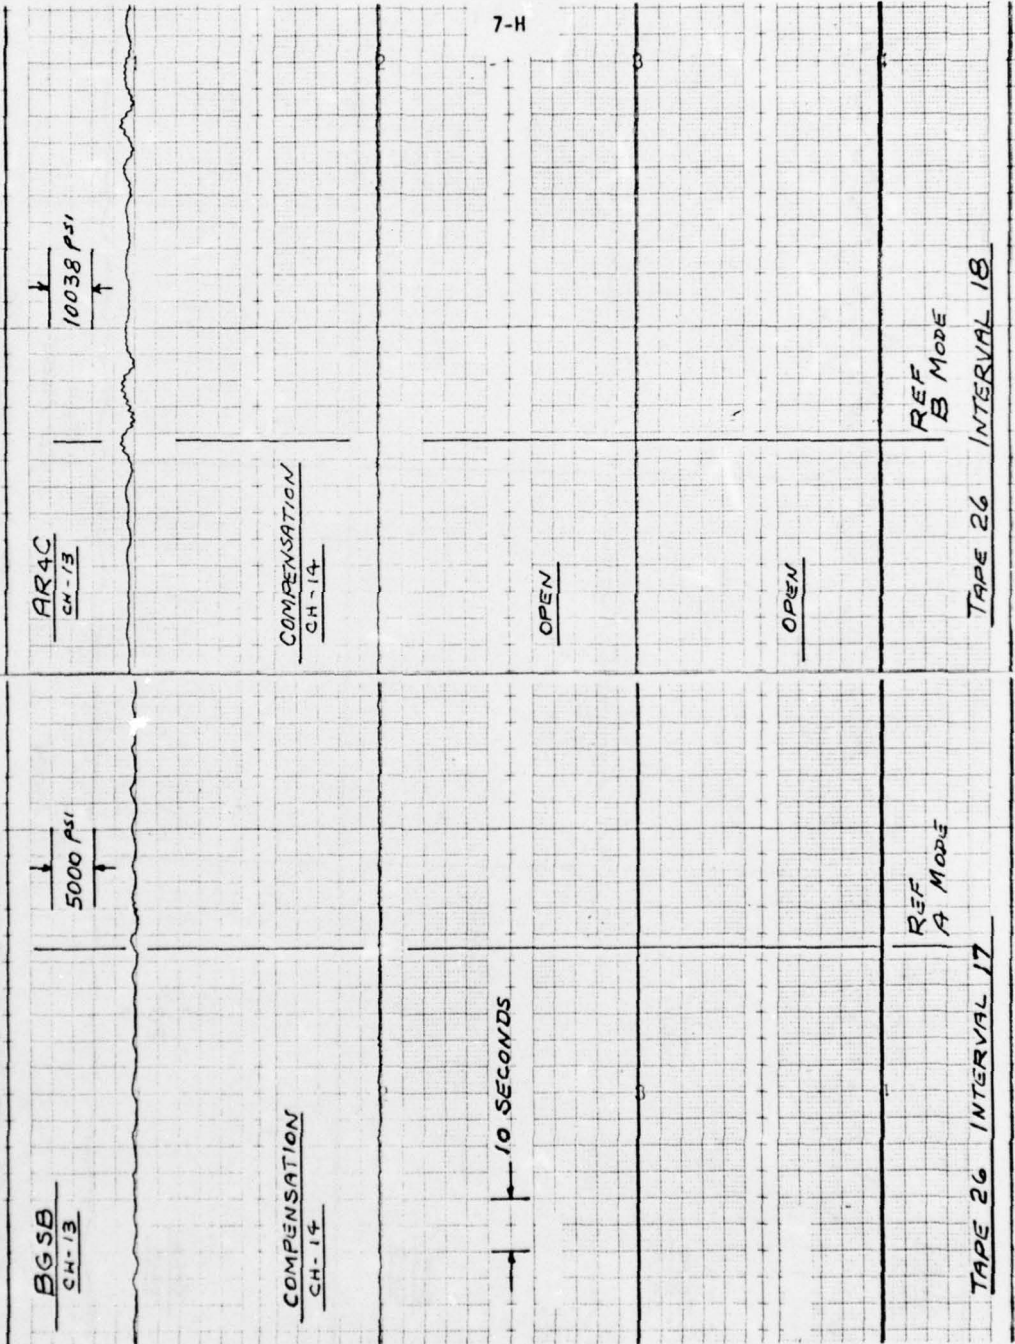 7-H
BGSB
CH-13
5000 PSI
COMPENSATION
CH-14
10 SECONDS
REF
A MODE
TAPE 26 INTERVAL 17
AR4C
CH-13
10038 PSI
COMPENSATION
CH-14
OPEN
OPEN
REF
B MODE
TAPE 26 INTERVAL 18